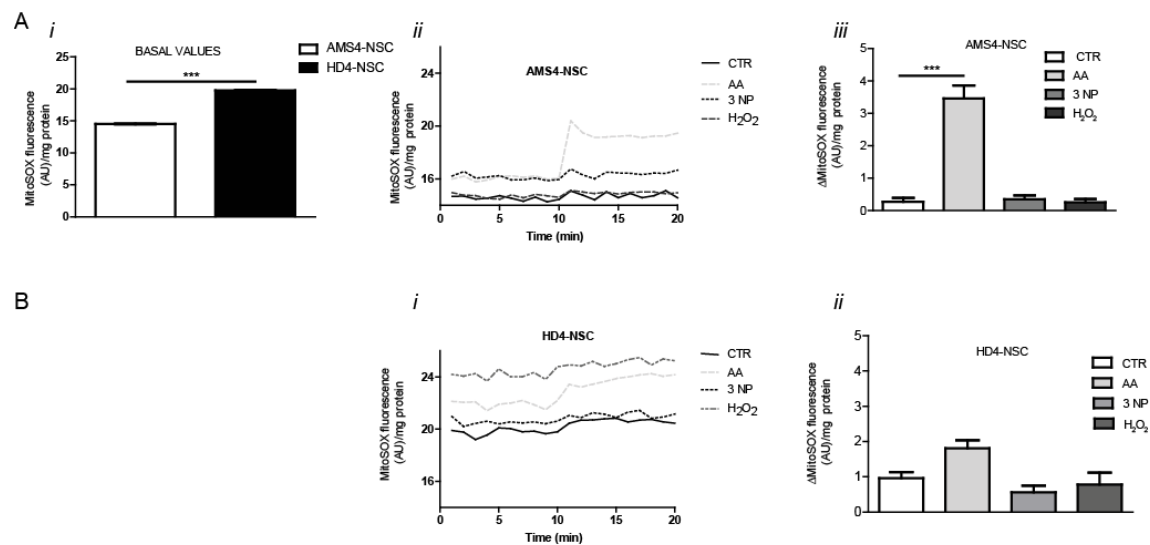 A
i
BASAL VALUES
AMS4-NSC
HD4-NSC
***
25
20
15
10
5
0
MitoSOX fluorescence
(AU)/mg protein
ii
AMS4-NSC
CTR
AA
3 NP
H2O2
24
20
16
0
5
10
15
20
MitoSOX fluorescence
(AU)/mg protein
Time (min)
iii
AMS4-NSC
***
CTR
AA
3 NP
H₂O₂
5
4
3
2
1
0
ΔMitoSOX fluorescence
(AU)/mg protein
B
i
HD4-NSC
CTR
AA
3 NP
H2O2
24
20
16
0
5
10
15
20
MitoSOX fluorescence
(AU)/mg protein
Time (min)
ii
HD4-NSC
CTR
AA
3 NP
H₂O₂
5
4
3
2
1
0
ΔMitoSOX fluorescence
(AU)/mg protein